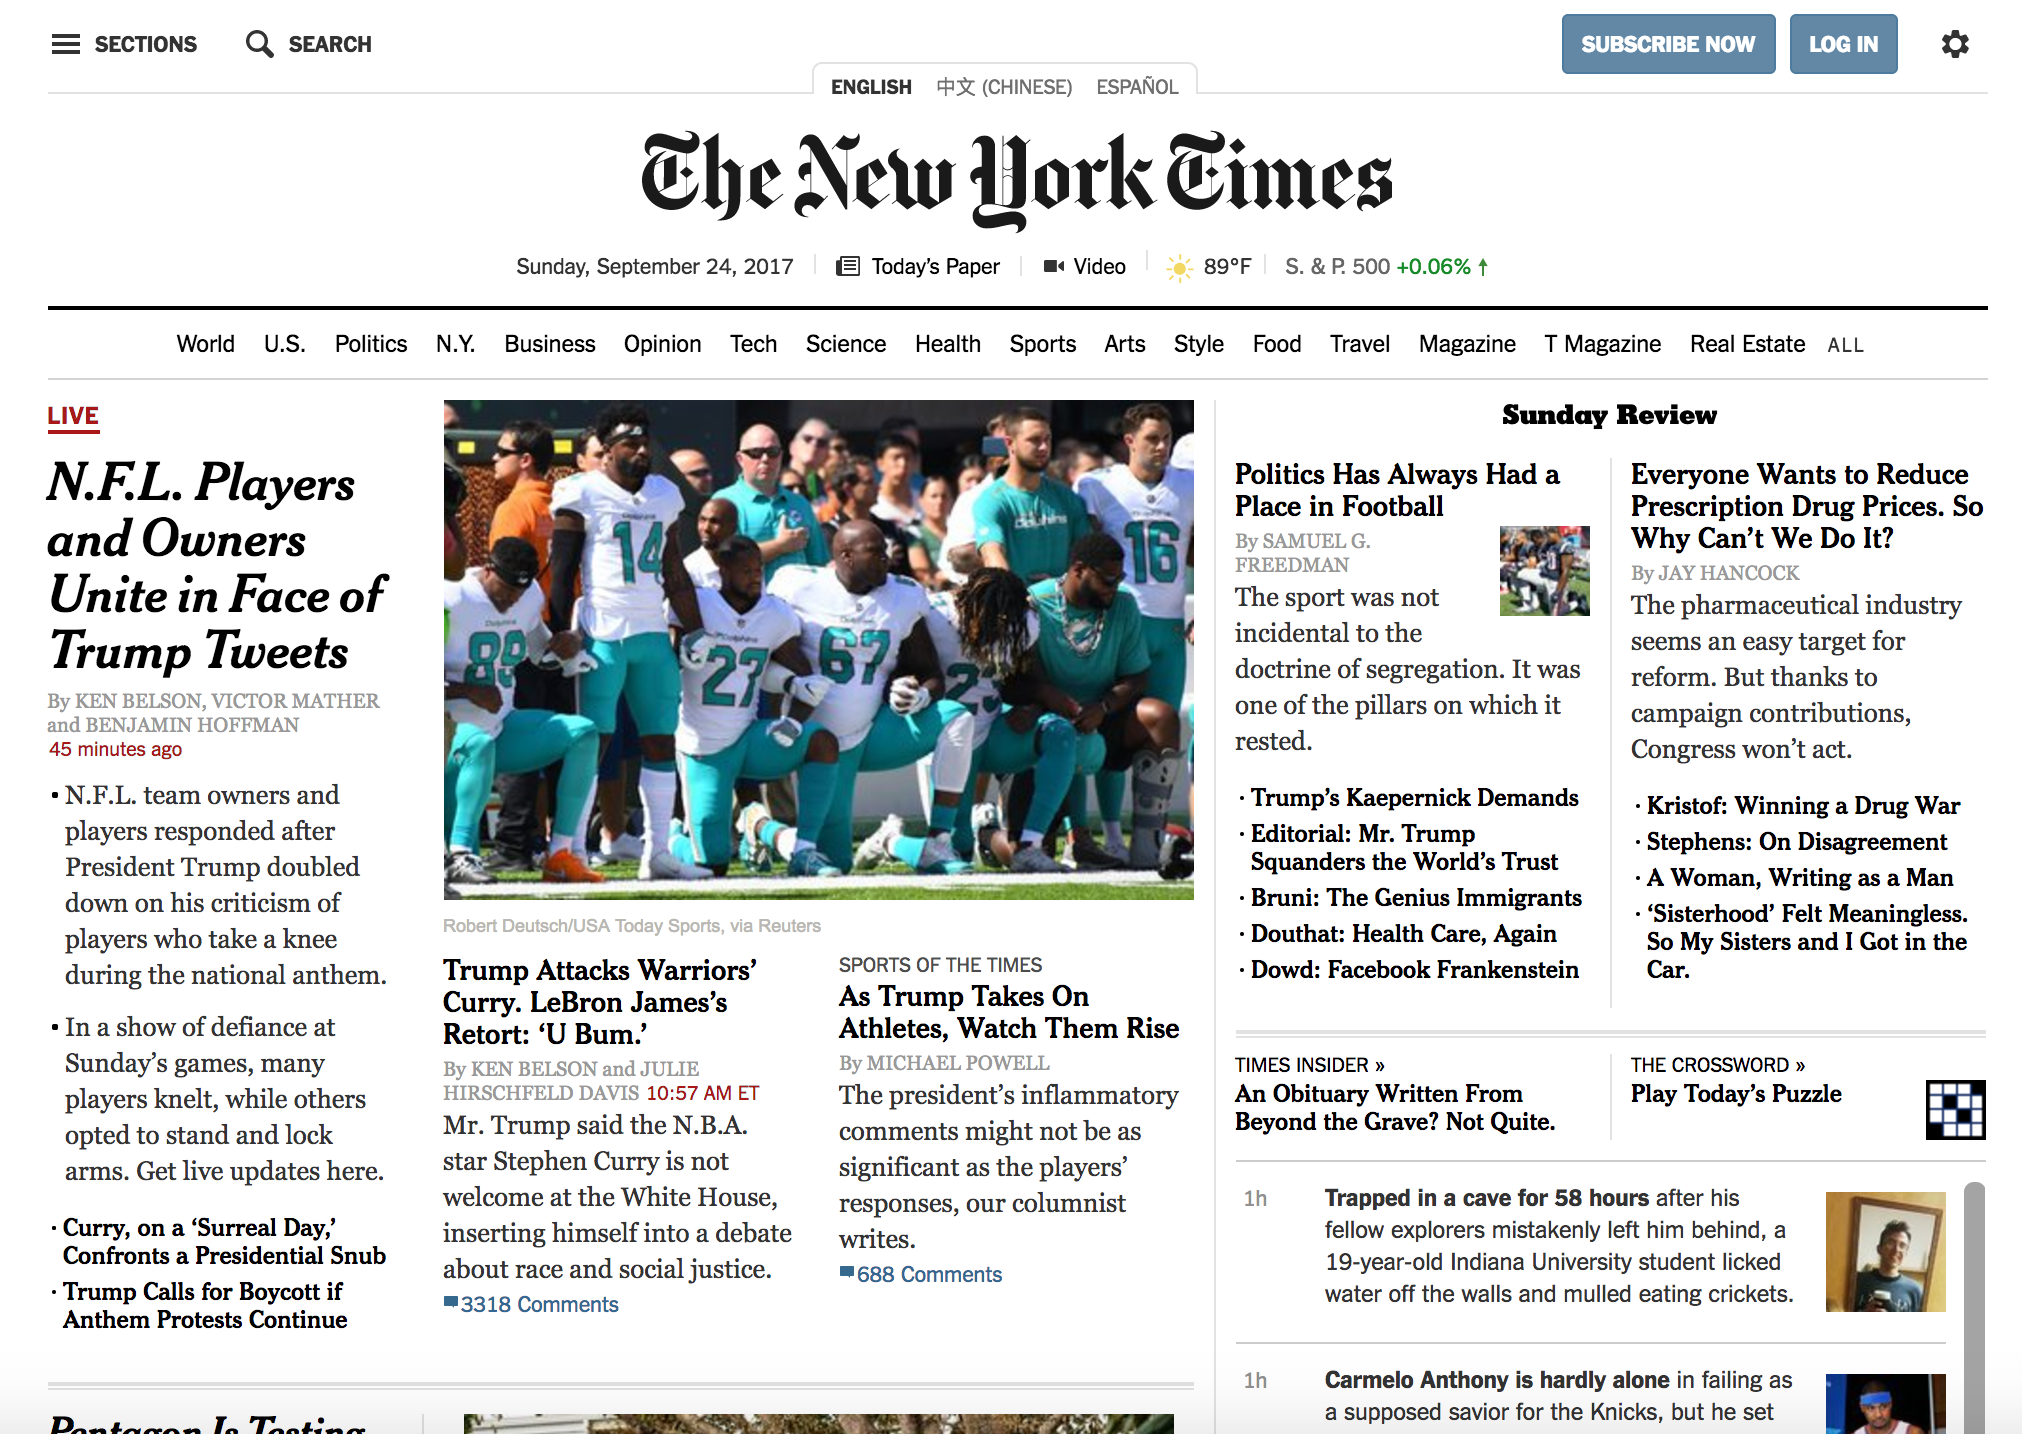 SECTIONS
SEARCH
SUBSCRIBE NOW
LOG IN
ENGLISH
中文 (CHINESE)
ESPAÑOL
The New York Times
Sunday, September 24, 2017
Today's Paper
Video
89°F
S. & P. 500 +0.06%
World
U.S.
Politics
N.Y.
Business
Opinion
Tech
Science
Health
Sports
Arts
Style
Food
Travel
Magazine
T Magazine
Real Estate
ALL
LIVE
N.F.L. Players
and Owners
Unite in Face of
Trump Tweets
By KEN BELSON, VICTOR MATHER
and BENJAMIN HOFFMAN
45 minutes ago
· N.F.L. team owners and
players responded after
President Trump doubled
down on his criticism of
players who take a knee
during the national anthem.
· In a show of defiance at
Sunday's games, many
players knelt, while others
opted to stand and lock
arms. Get live updates here.
· Curry, on a ‘Surreal Day,’
Confronts a Presidential Snub
· Trump Calls for Boycott if
Anthem Protests Continue
Pentagon Is Testing
14
16
89
27
67
23
Dolphins
Robert Deutsch/USA Today Sports, via Reuters
Trump Attacks Warriors’
Curry. LeBron James’s
Retort: ‘U Bum.’
By KEN BELSON and JULIE
HIRSCHFELD DAVIS 10:57 AM ET
Mr. Trump said the N.B.A.
star Stephen Curry is not
welcome at the White House,
inserting himself into a debate
about race and social justice.
3318 Comments
SPORTS OF THE TIMES
As Trump Takes On
Athletes, Watch Them Rise
By MICHAEL POWELL
The president’s inflammatory
comments might not be as
significant as the players’
responses, our columnist
writes.
688 Comments
Sunday Review
Politics Has Always Had a
Place in Football
By SAMUEL G.
FREEDMAN
The sport was not
incidental to the
doctrine of segregation. It was
one of the pillars on which it
rested.
· Trump’s Kaepernick Demands
· Editorial: Mr. Trump
Squanders the World’s Trust
· Bruni: The Genius Immigrants
· Douthat: Health Care, Again
· Dowd: Facebook Frankenstein
Everyone Wants to Reduce
Prescription Drug Prices. So
Why Can’t We Do It?
By JAY HANCOCK
The pharmaceutical industry
seems an easy target for
reform. But thanks to
campaign contributions,
Congress won’t act.
· Kristof: Winning a Drug War
· Stephens: On Disagreement
· A Woman, Writing as a Man
· ‘Sisterhood’ Felt Meaningless.
So My Sisters and I Got in the
Car.
TIMES INSIDER »
An Obituary Written From
Beyond the Grave? Not Quite.
THE CROSSWORD »
Play Today’s Puzzle
1h
Trapped in a cave for 58 hours after his
fellow explorers mistakenly left him behind, a
19-year-old Indiana University student licked
water off the walls and mulled eating crickets.
1h
Carmelo Anthony is hardly alone in failing as
a supposed savior for the Knicks, but he set